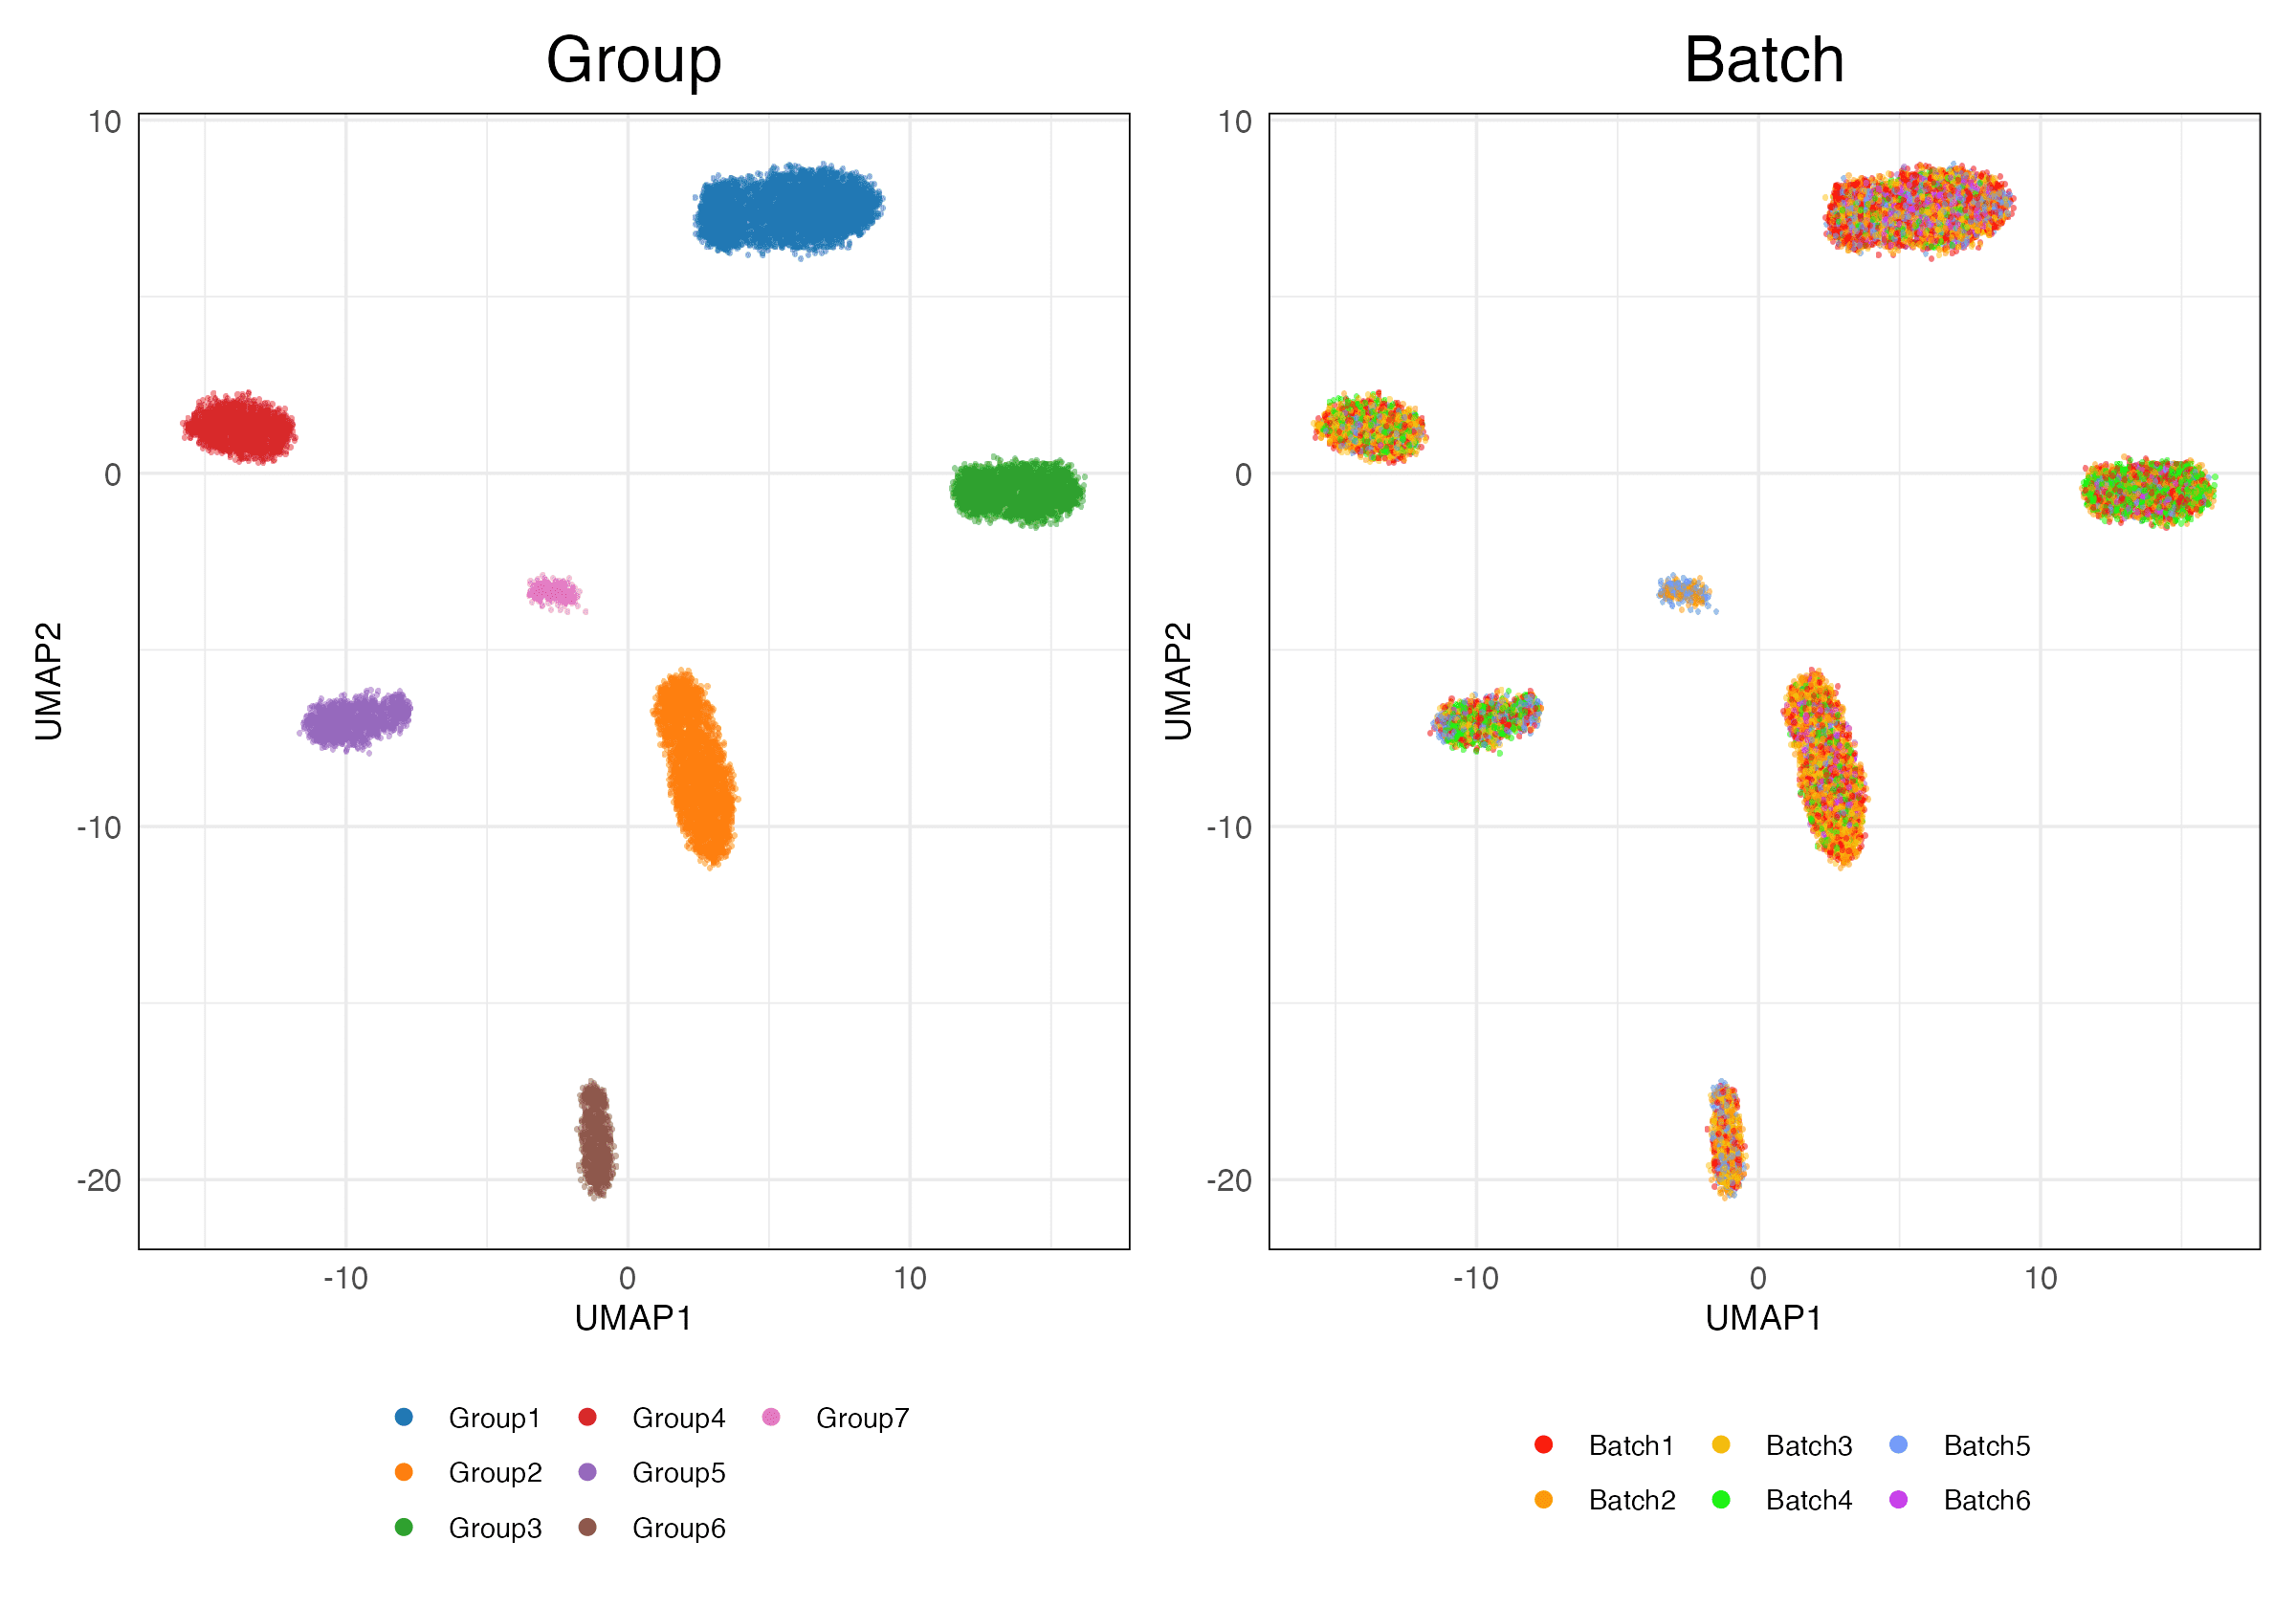 Group
10
0
-10
-20
UMAP2
-10 0 10
UMAP1
Group1 Group4 Group7
Group2 Group5
Group3 Group6
Batch
10
0
-10
-20
UMAP2
-10 0 10
UMAP1
Batch1 Batch3 Batch5
Batch2 Batch4 Batch6